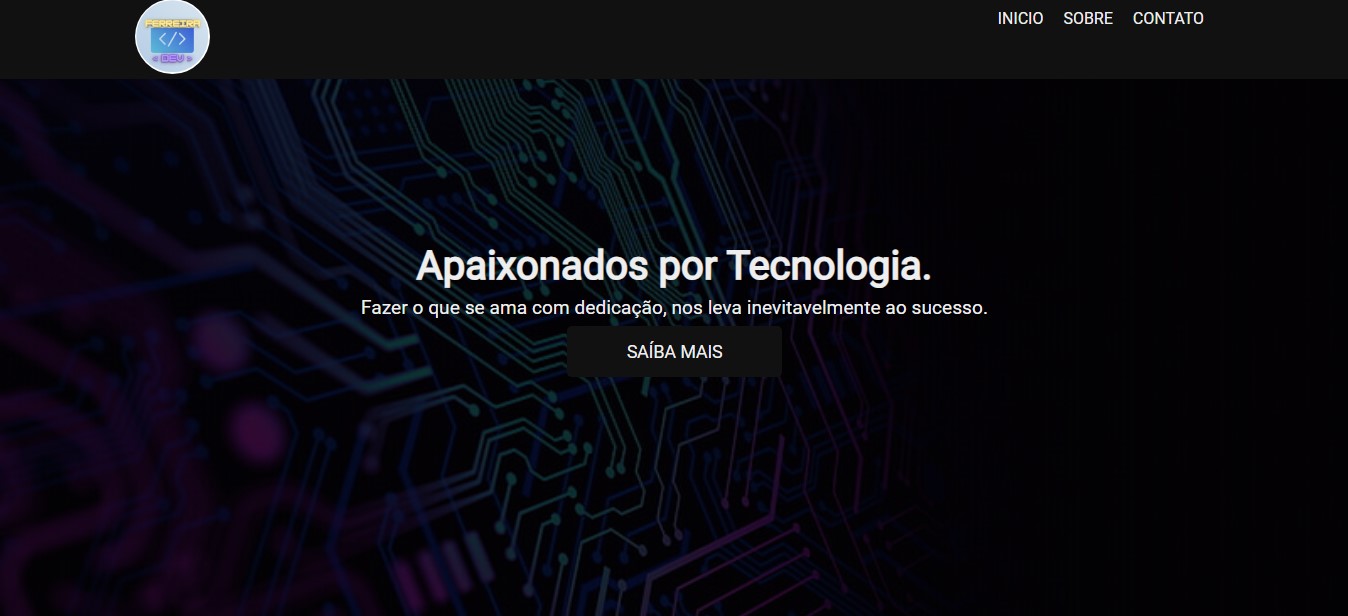 FERREIRA
</>
< DEV >
INICIO SOBRE CONTATO
Apaixonados por Tecnologia.
Fazer o que se ama com dedicação, nos leva inevitavelmente ao sucesso.
SAÍBA MAIS